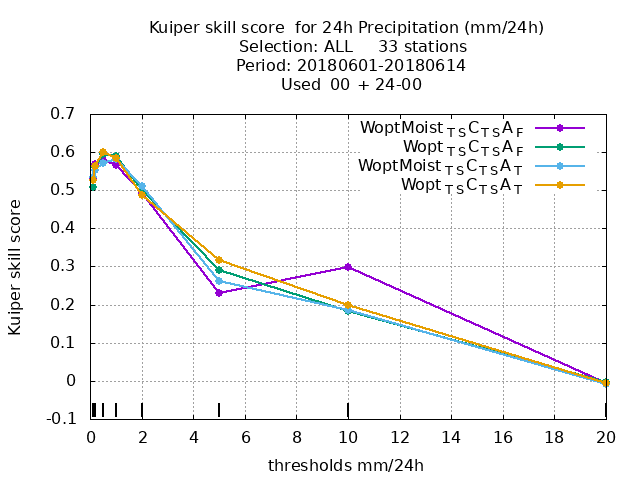 Kuiper skill score  for 24h Precipitation (mm/24h)
Selection: ALL     33 stations
Period: 20180601-20180614
Used  00 + 24-00
WoptMoist TS C TS A F
Wopt TS C TS A F
WoptMoist TS C TS A T
Wopt TS C TS A T
Kuiper skill score
0.7
0.6
0.5
0.4
0.3
0.2
0.1
0
-0.1
0 2 4 6 8 10 12 14 16 18 20
thresholds mm/24h